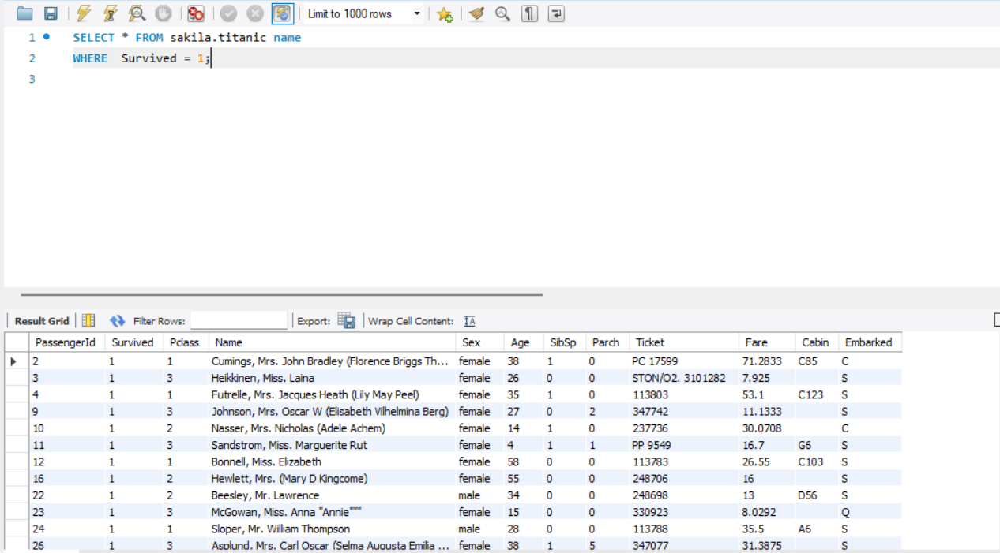 Limit to 1000 rows
1 SELECT * FROM sakila.titanic name
2 WHERE  Survived = 1;
3
Result Grid Filter Rows: Export: Wrap Cell Content:
PassengerId Survived Pclass Name Sex Age SibSp Parch Ticket Fare Cabin Embarked
2 1 1 Cumings, Mrs. John Bradley (Florence Briggs Th... female 38 1 0 PC 17599 71.2833 C85 C
3 1 3 Heikkinen, Miss. Laina female 26 0 0 STON/O2. 3101282 7.925 S
4 1 1 Futrelle, Mrs. Jacques Heath (Lily May Peel) female 35 1 0 113803 53.1 C123 S
9 1 3 Johnson, Mrs. Oscar W (Elisabeth Vilhelmina Berg) female 27 0 2 347742 11.1333 S
10 1 2 Nasser, Mrs. Nicholas (Adele Achem) female 14 1 0 237736 30.0708 C
11 1 3 Sandstrom, Miss. Marguerite Rut female 4 1 1 PP 9549 16.7 G6 S
12 1 1 Bonnell, Miss. Elizabeth female 58 0 0 113783 26.55 C103 S
16 1 2 Hewlett, Mrs. (Mary D Kingcome) female 55 0 0 248706 16 S
22 1 2 Beesley, Mr. Lawrence male 34 0 0 248698 13 D56 S
23 1 3 McGowan, Miss. Anna "Annie""" female 15 0 0 330923 8.0292 Q
24 1 1 Sloper, Mr. William Thompson male 28 0 0 113788 35.5 A6 S
26 1 3 Asplund, Mrs. Carl Oscar (Selma Augusta Emilia ... female 38 1 5 347077 31.3875 S